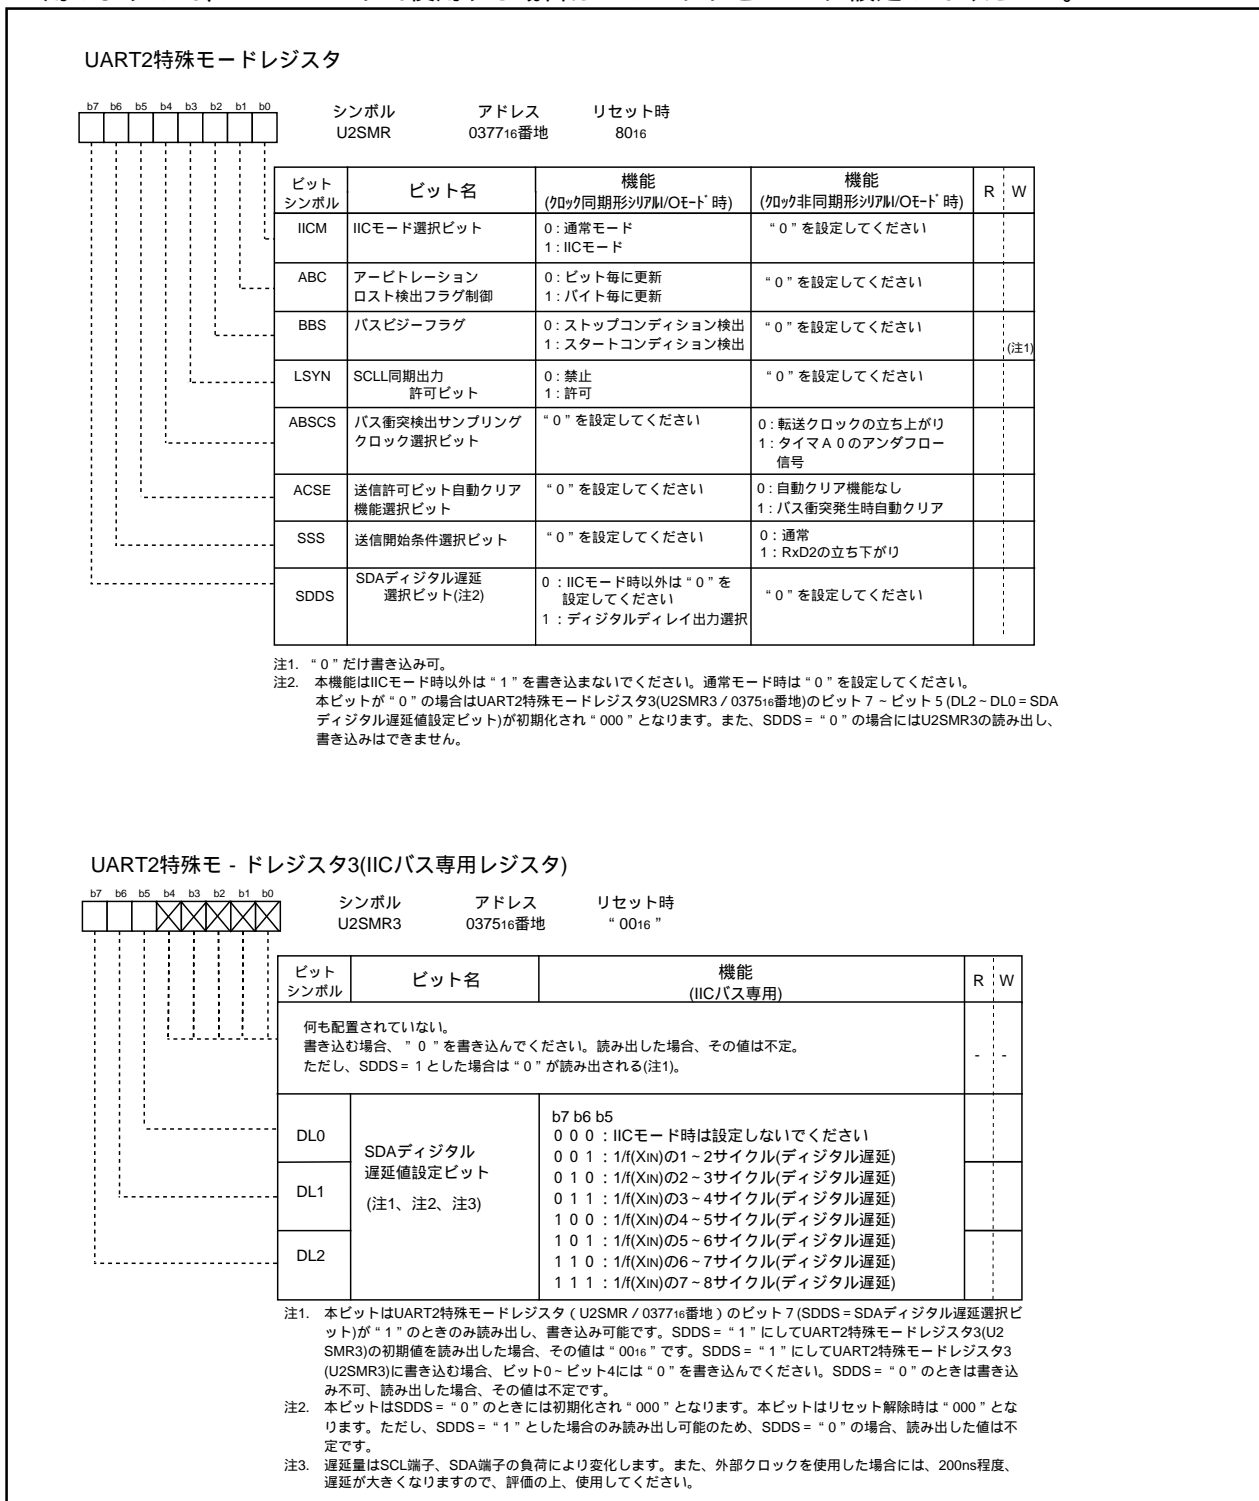 UART2特殊モードレジスタ
b7 b6 b5 b4 b3 b2 b1 b0
シンボル アドレス リセット時
U2SMR 037716番地 8016
ビット シンボル ビット名 機能 (クロック同期形シリアルI/Oモード時) 機能 (クロック非同期形シリアルI/Oモード時) R W
IICM IICモード選択ビット 0 : 通常モード “ 0 ” を設定してください
1 : IICモード
ABC アービトレーション 0 : ビット毎に更新 “ 0 ” を設定してください
ロスト検出フラグ制御 1 : バイト毎に更新
BBS バスビジーフラグ 0 : ストップコンディション検出 “ 0 ” を設定してください
1 : スタートコンディション検出 (注1)
LSYN SCLL同期出力 0 : 禁止 “ 0 ” を設定してください
許可ビット 1 : 許可
ABSCS バス衝突検出サンプリング “ 0 ” を設定してください 0 : 転送クロックの立ち上がり
クロック選択ビット 1 : タイマA0のアンダフロー
信号
ACSE 送信許可ビット自動クリア “ 0 ” を設定してください 0 : 自動クリア機能なし
機能選択ビット 1 : バス衝突発生時自動クリア
SSS 送信開始条件選択ビット “ 0 ” を設定してください 0 : 通常
1 : RxD2の立ち下がり
SDDS SDAディジタル遅延 0 : IICモード時以外は “ 0 ” を “ 0 ” を設定してください
選択ビット(注2) 設定してください
1 : ディジタルディレイ出力選択
注1. “ 0 ” だけ書き込み可。
注2. 本機能はIICモード時以外は “ 1 ” を書き込まないでください。通常モード時は “ 0 ” を設定してください。
本ビットが “ 0 ” の場合はUART2特殊モードレジスタ3(U2SMR3 / 037516番地)のビット7 ~ ビット5 (DL2 ~ DL0 = SDA
ディジタル遅延値設定ビット)が初期化され “ 000 ” となります。また、SDDS = “ 0 ” の場合にはU2SMR3の読み出し、
書き込みはできません。
UART2特殊モ - ドレジスタ3(IICバス専用レジスタ)
b7 b6 b5 b4 b3 b2 b1 b0
シンボル アドレス リセット時
U2SMR3 037516番地 “ 0016 ”
ビット シンボル ビット名 機能 (IICバス専用) R W
何も配置されていない。
書き込む場合、 ” 0 ” を書き込んでください。読み出した場合、その値は不定。
ただし、SDDS = 1 とした場合は “ 0 ” が読み出される(注1)。 - -
DL0
DL1
DL2
SDAディジタル
遅延値設定ビット
(注1、注2、注3)
b7 b6 b5
0 0 0 : IICモード時は設定しないでください
0 0 1 : 1/f(XIN)の1 ~ 2サイクル(ディジタル遅延)
0 1 0 : 1/f(XIN)の2 ~ 3サイクル(ディジタル遅延)
0 1 1 : 1/f(XIN)の3 ~ 4サイクル(ディジタル遅延)
1 0 0 : 1/f(XIN)の4 ~ 5サイクル(ディジタル遅延)
1 0 1 : 1/f(XIN)の5 ~ 6サイクル(ディジタル遅延)
1 1 0 : 1/f(XIN)の6 ~ 7サイクル(ディジタル遅延)
1 1 1 : 1/f(XIN)の7 ~ 8サイクル(ディジタル遅延)
注1. 本ビットはUART2特殊モードレジスタ ( U2SMR / 037716番地 ) のビット7 (SDDS = SDAディジタル遅延選択ビ
ット)が “ 1 ” のときのみ読み出し、書き込み可能です。SDDS = “ 1 ” にしてUART2特殊モードレジスタ3(U2
SMR3)の初期値を読み出した場合、その値は “ 0016 ” です。SDDS = “ 1 ” にしてUART2特殊モードレジスタ3
(U2SMR3)に書き込む場合、ビット0 ~ ビット4には “ 0 ” を書き込んでください。SDDS = “ 0 ” のときは書き込
み不可、読み出した場合、その値は不定です。
注2. 本ビットはSDDS = “ 0 ” のときには初期化され “ 000 ” となります。本ビットはリセット解除時は “ 000 ” とな
ります。ただし、SDDS = “ 1 ” とした場合のみ読み出し可能のため、SDDS = “ 0 ” の場合、読み出した値は不
定です。
注3. 遅延量はSCL端子、SDA端子の負荷により変化します。また、外部クロックを使用した場合には、200ns程度、
遅延が大きくなりますので、評価の上、使用してください。